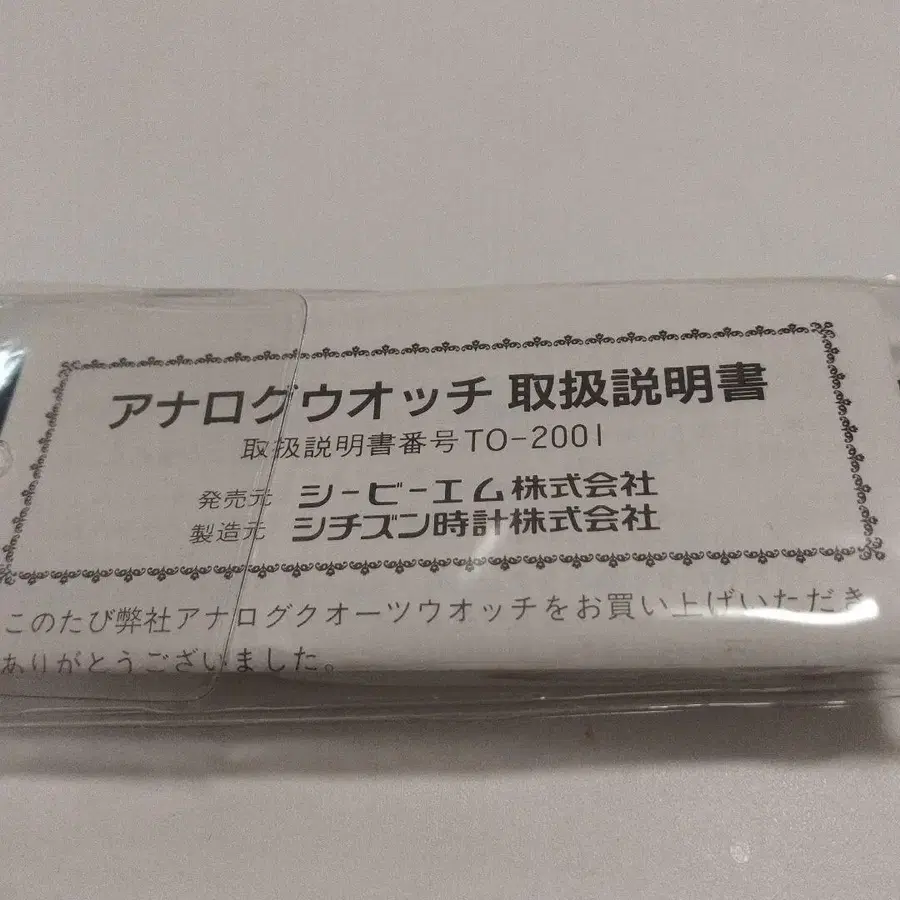 アナログウオッチ 取扱説明書
取扱説明書番号TO-2001
発売元 シービーエム株式会社
製造元 シチズン時計株式会社
このたび弊社アナログクオーツウオッチをお買い上げいただき
ありがとうございました。